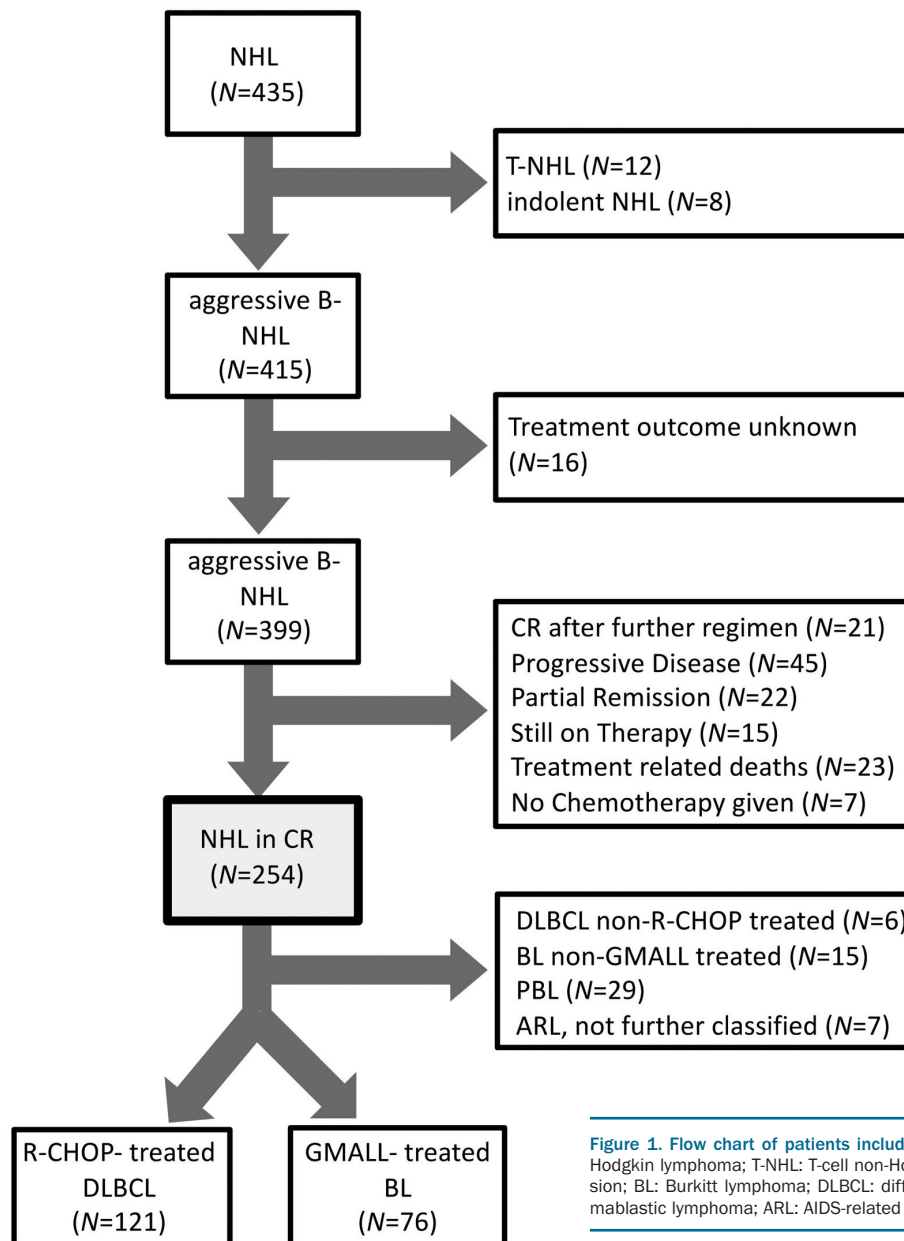 NHL
(N=435)
T-NHL (N=12)
indolent NHL (N=8)
aggressive B-
NHL
(N=415)
Treatment outcome unknown
(N=16)
aggressive B-
NHL
(N=399)
CR after further regimen (N=21)
Progressive Disease (N=45)
Partial Remission (N=22)
Still on Therapy (N=15)
Treatment related deaths (N=23)
No Chemotherapy given (N=7)
NHL in CR
(N=254)
DLBCL non-R-CHOP treated (N=6)
BL non-GMALL treated (N=15)
PBL (N=29)
ARL, not further classified (N=7)
R-CHOP- treated
DLBCL
(N=121)
GMALL- treated
BL
(N=76)
Figure 1. Flow chart of patients includ
Hodgkin lymphoma; T-NHL: T-cell non-Ho
sion; BL: Burkitt lymphoma; DLBCL: diff
mablastic lymphoma; ARL: AIDS-related